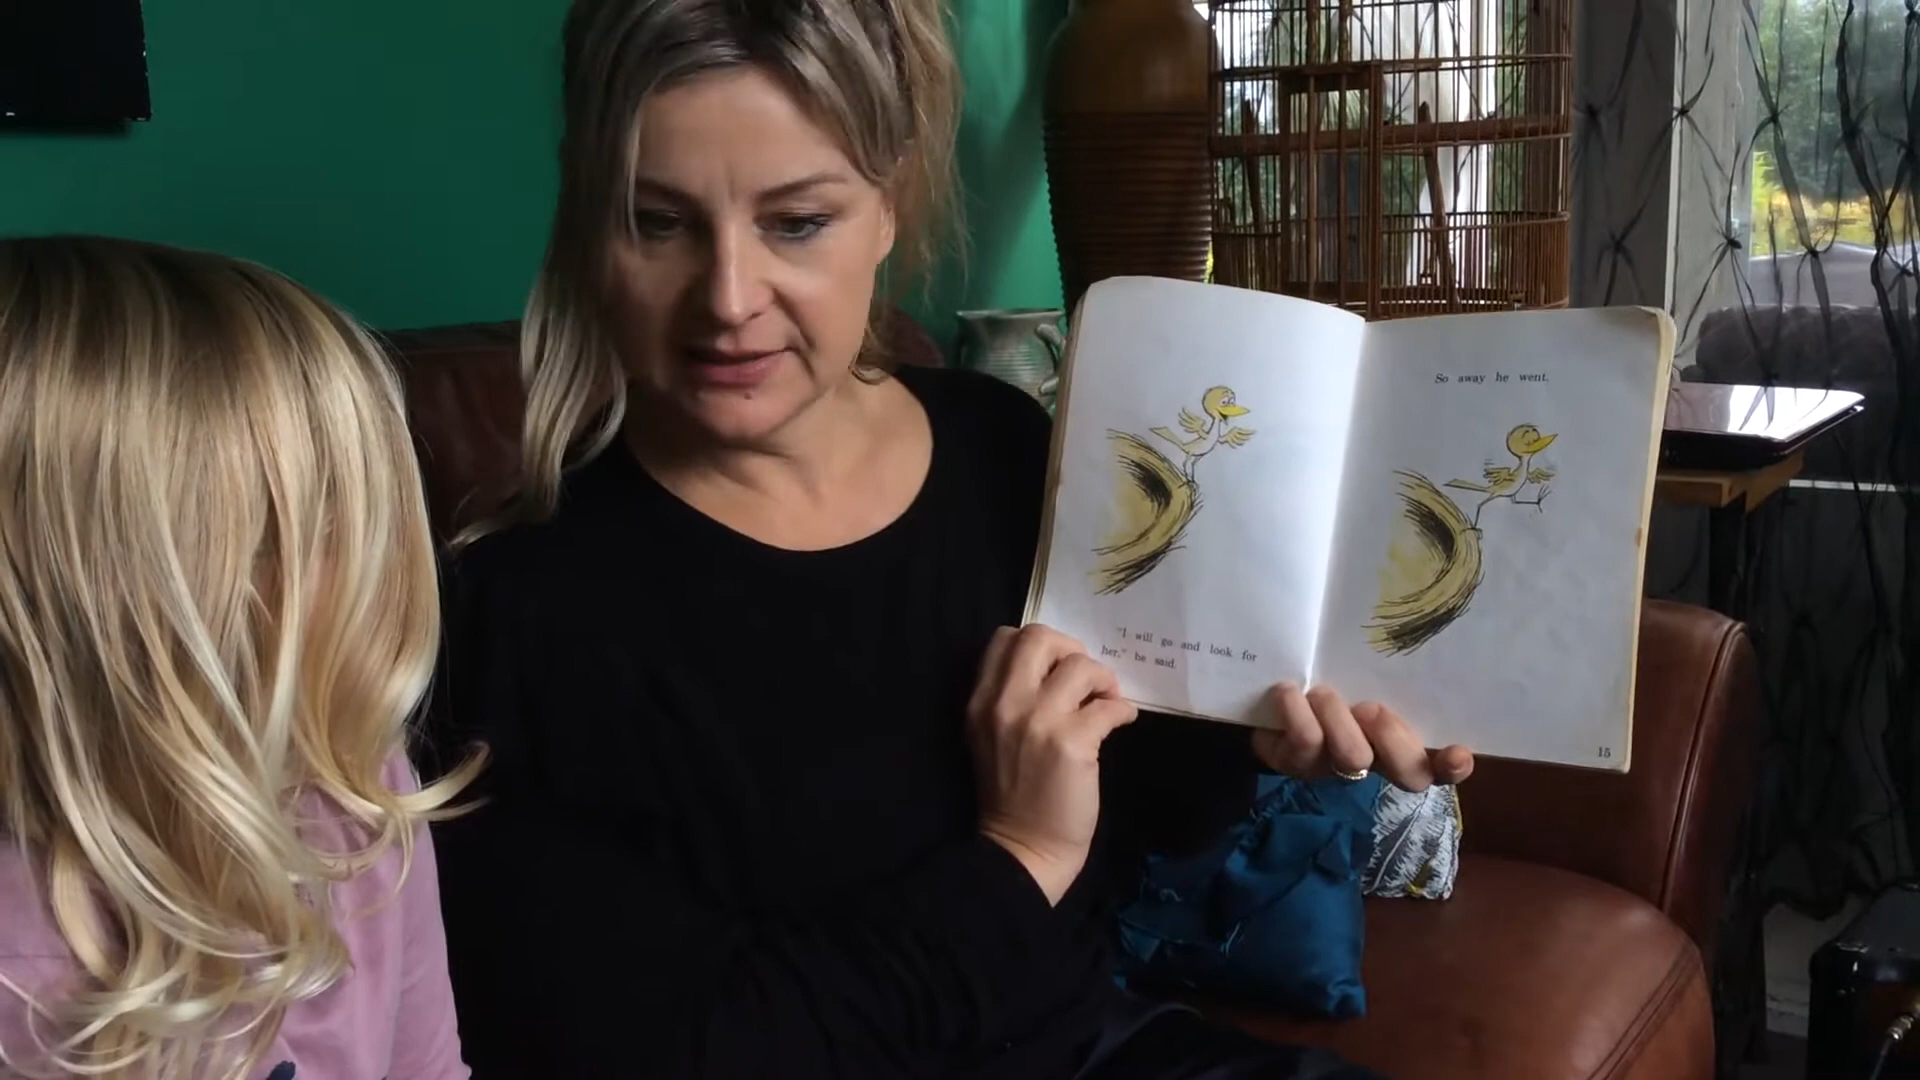 "I will go and look for
her," he said.
So away he went.
15